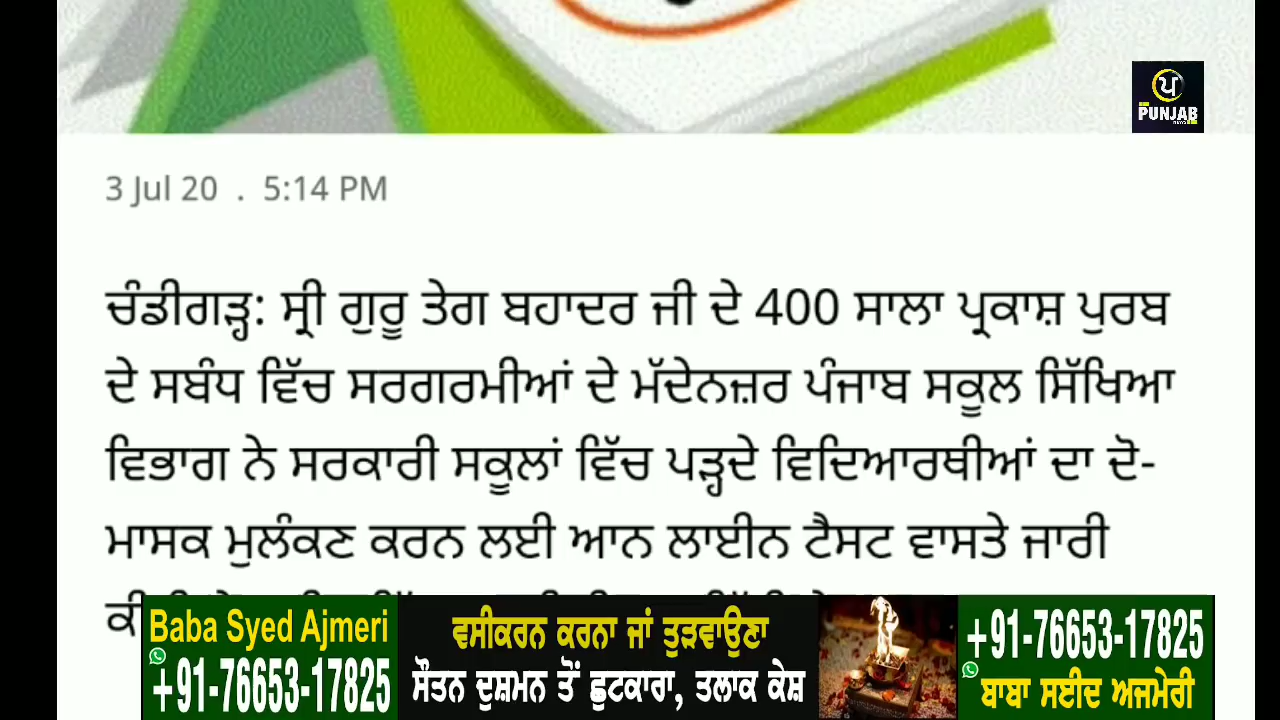 ਪ
PUNJAB
NEWS
3 Jul 20 . 5:14 PM
ਚੰਡੀਗੜ੍ਹ: ਸ੍ਰੀ ਗੁਰੂ ਤੇਗ ਬਹਾਦਰ ਜੀ ਦੇ 400 ਸਾਲਾ ਪ੍ਰਕਾਸ਼ ਪੁਰਬ
ਦੇ ਸਬੰਧ ਵਿੱਚ ਸਰਗਰਮੀਆਂ ਦੇ ਮੱਦੇਨਜ਼ਰ ਪੰਜਾਬ ਸਕੂਲ ਸਿੱਖਿਆ
ਵਿਭਾਗ ਨੇ ਸਰਕਾਰੀ ਸਕੂਲਾਂ ਵਿੱਚ ਪੜ੍ਹਦੇ ਵਿਦਿਆਰਥੀਆਂ ਦਾ ਦੋ-
ਮਾਸਕ ਮੁਲੰਕਣ ਕਰਨ ਲਈ ਆਨ ਲਾਈਨ ਟੈਸਟ ਵਾਸਤੇ ਜਾਰੀ
Baba Syed Ajmeri
+91-76653-17825
ਵਸੀਕਰਨ ਕਰਨਾ ਜਾਂ ਤੁੜਵਾਉਣਾ
ਸੌਤਨ ਦੁਸ਼ਮਨ ਤੋਂ ਛੁਟਕਾਰਾ, ਤਲਾਕ ਕੇਸ਼
+91-76653-17825
ਬਾਬਾ ਸਈਦ ਅਜਮੇਰੀ